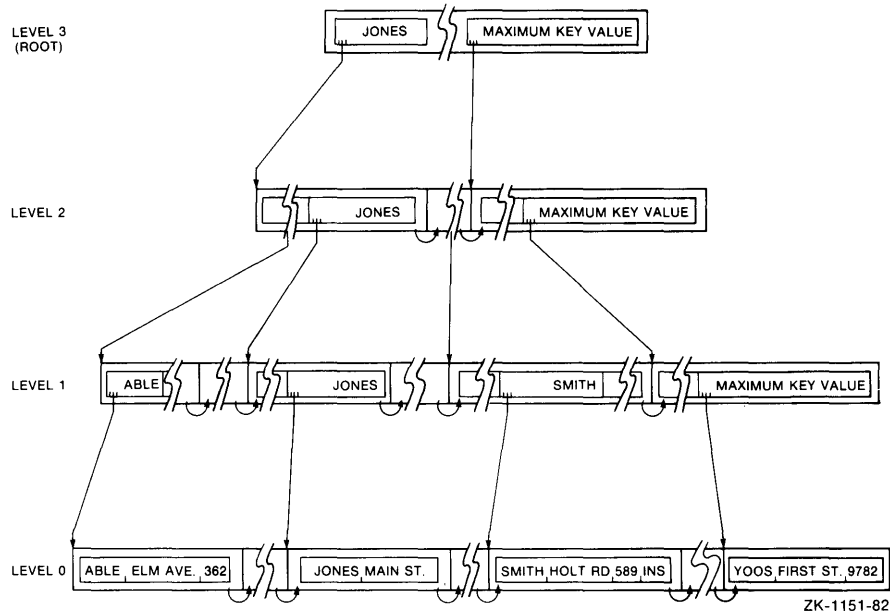 LEVEL 3
(ROOT)
JONES
MAXIMUM KEY VALUE
LEVEL 2
JONES
MAXIMUM KEY VALUE
LEVEL 1
ABLE
JONES
SMITH
MAXIMUM KEY VALUE
LEVEL 0
ABLE ELM AVE. 362
JONES MAIN ST.
SMITH HOLT RD 589 INS
YOOS FIRST ST. 9782
ZK-1151-82